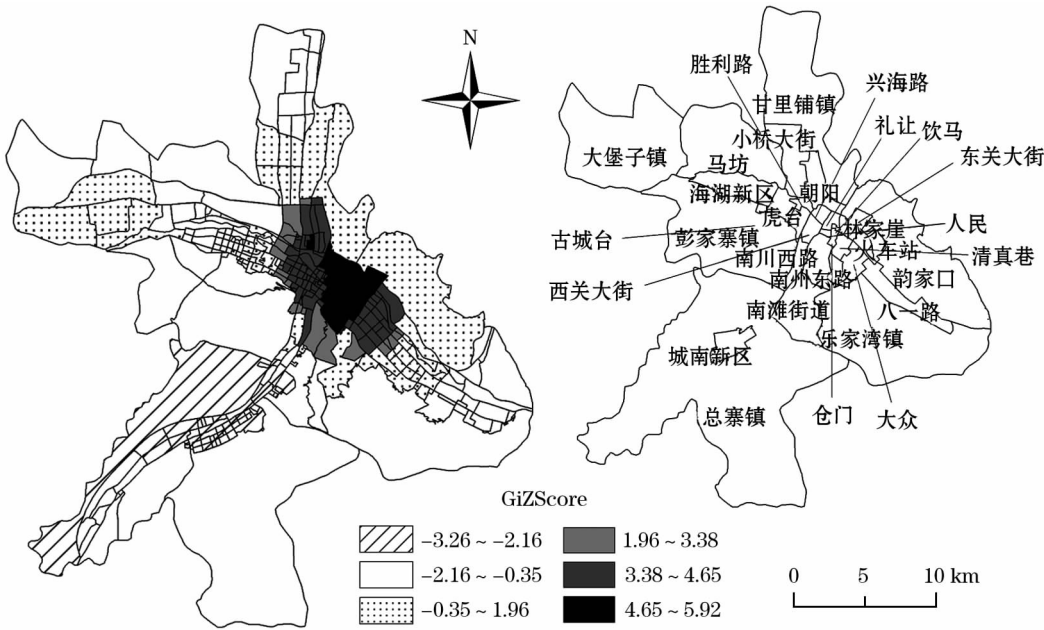 N
胜利路
兴海路
甘里铺镇
礼让
饮马
小桥大街
东关大街
大堡子镇
马坊
海湖新区
朝阳
虎台
林家崖
人民
古城台
彭家寨镇
火车站
清真巷
南川西路
西关大街
南州东路
韵家口
南滩街道
八一路
乐家湾镇
城南新区
总寨镇
仓门
大众
GiZScore
−3.26 ~ −2.16
1.96 ~ 3.38
−2.16 ~ −0.35
3.38 ~ 4.65
−0.35 ~ 1.96
4.65 ~ 5.92
0 5 10 km